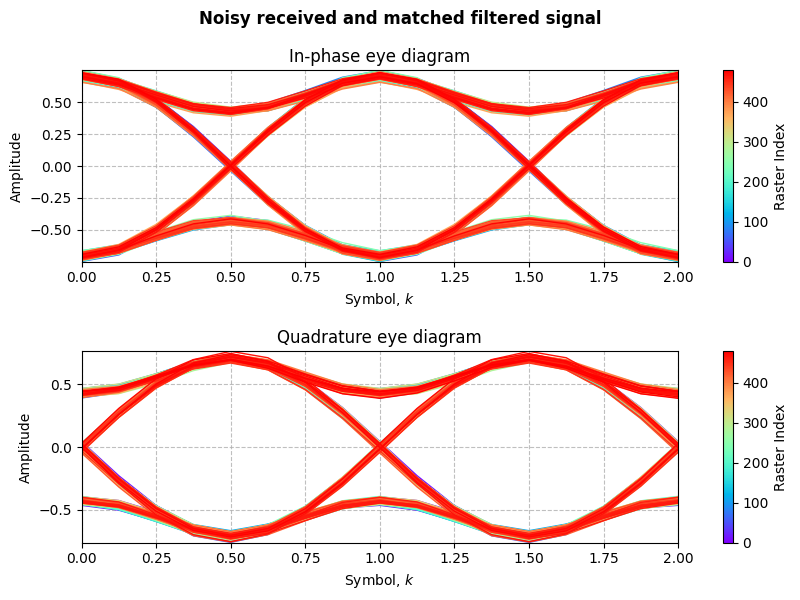 Noisy received and matched filtered signal
In-phase eye diagram
0.50
0.25
0.00
−0.25
−0.50
Amplitude
0.00 0.25 0.50 0.75 1.00 1.25 1.50 1.75 2.00
Symbol, k
400
300
200
100
0
Raster Index
Quadrature eye diagram
0.5
0.0
−0.5
Amplitude
0.00 0.25 0.50 0.75 1.00 1.25 1.50 1.75 2.00
Symbol, k
400
300
200
100
0
Raster Index